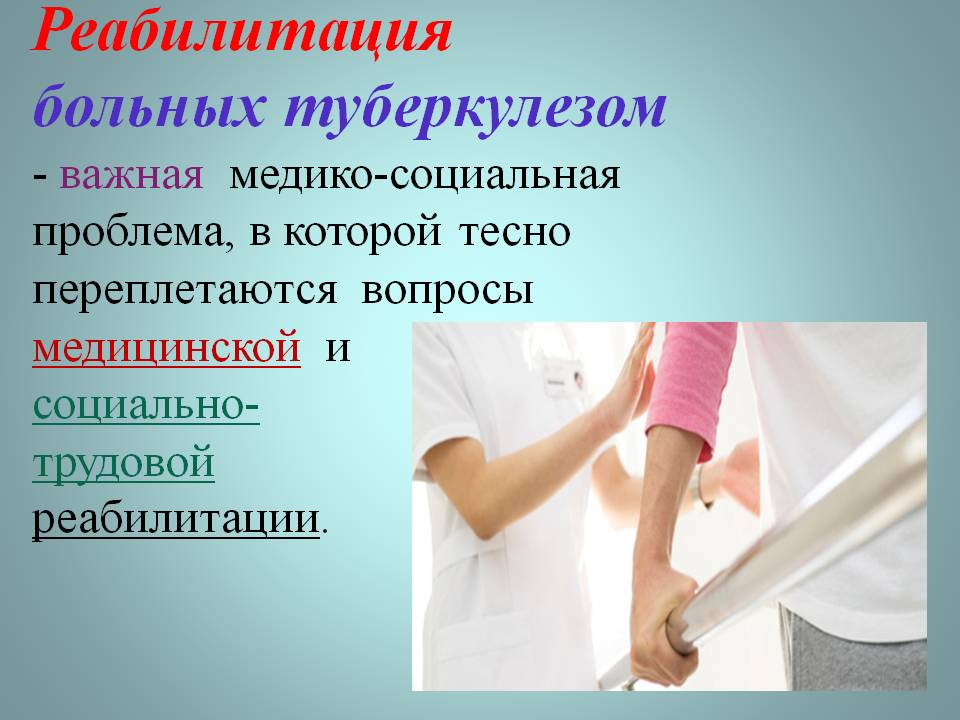 Реабилитация
больных туберкулезом
- важная медико-социальная
проблема, в которой тесно
переплетаются вопросы
медицинской и
социально-
трудовой
реабилитации.